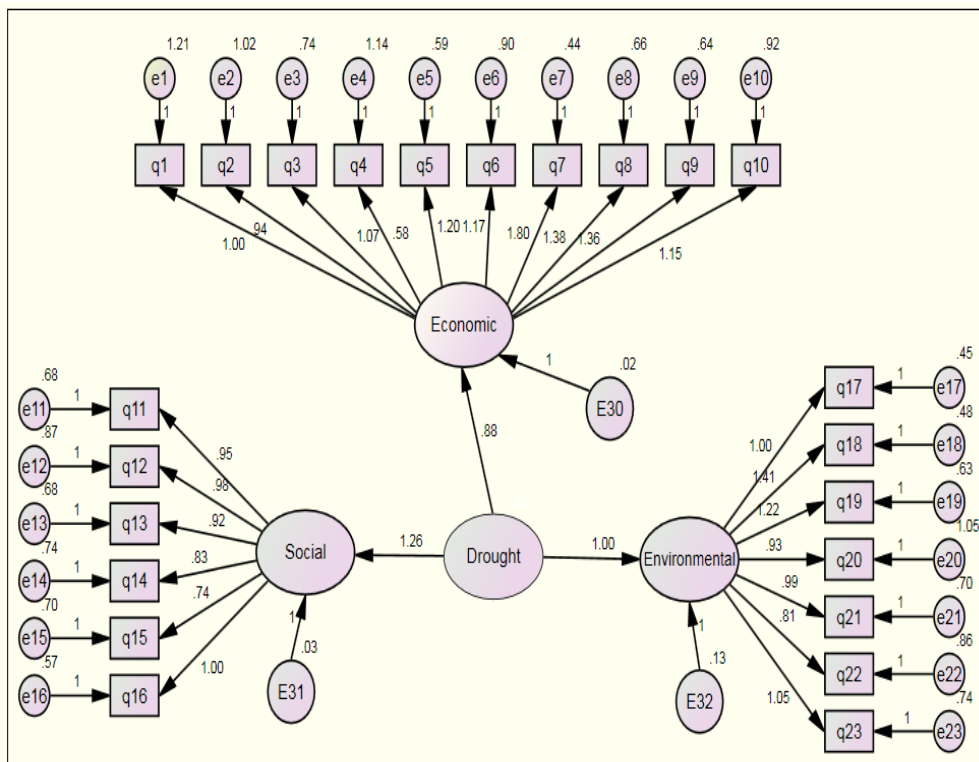 1.21 1.02 .74 1.14 .59 .90 .44 .66 .64 .92
e1 e2 e3 e4 e5 e6 e7 e8 e9 e10
1 1 1 1 1 1 1 1 1 1
q1 q2 q3 q4 q5 q6 q7 q8 q9 q10
1.00 .94 1.07 .58 1.20 1.17 1.80 1.38 1.36 1.15
Economic
1 .02
E30
.88
.68
e11 1 q11 .95
.87
e12 1 q12 .98
.68
e13 1 q13 .92
.74
e14 1 q14 .83
.70
e15 1 q15 .74
.57
e16 1 q16 1.00
Social
1 .03
E31
1.26
Drought
1.00
Environmental
1 .13
E32
.45
1.00 q17 1 e17
.48
1.41 q18 1 e18
.63
1.22 q19 1 e19
1.05
.93 q20 1 e20
.70
.99 q21 1 e21
.86
.81 q22 1 e22
.74
1.05 q23 1 e23